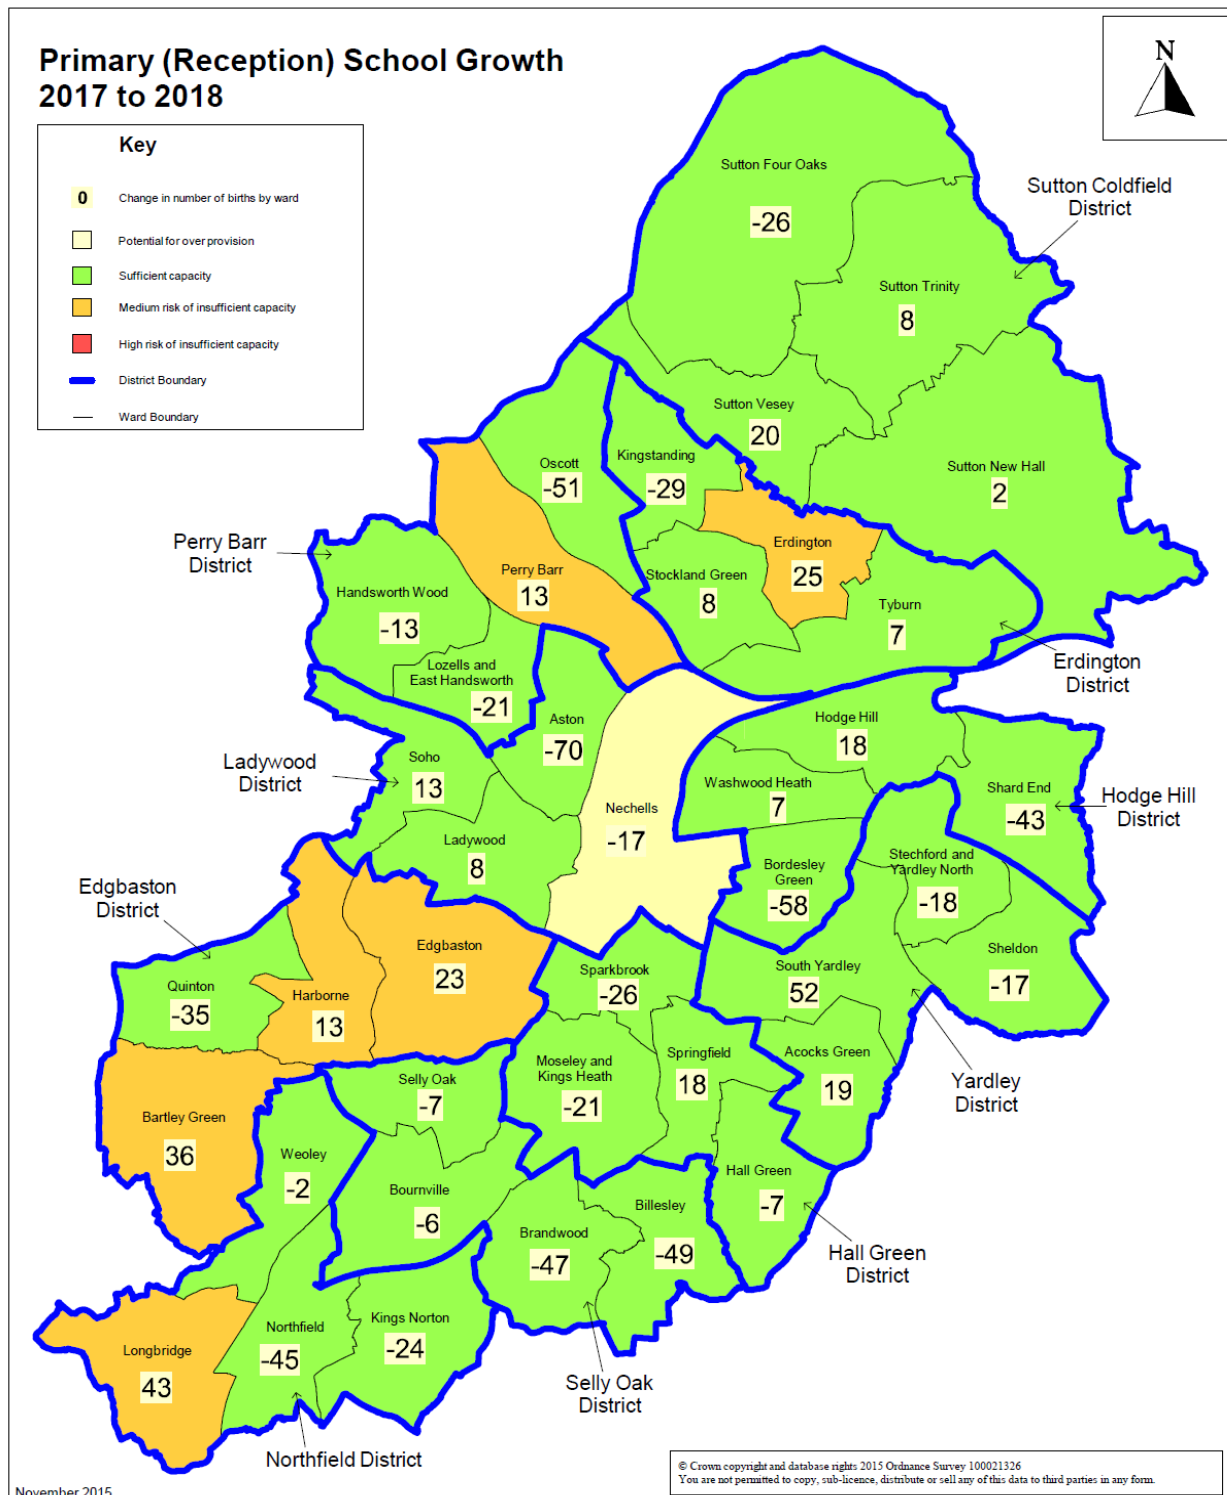 Primary (Reception) School Growth
2017 to 2018
N
Key
0 Change in number of births by ward
Potential for over provision
Sufficient capacity
Medium risk of insufficient capacity
High risk of insufficient capacity
District Boundary
Ward Boundary
Sutton Four Oaks
-26
Sutton Coldfield
District
Sutton Trinity
8
Sutton Vesey
20
Sutton New Hall
2
Oscott
-51
Kingstanding
-29
Perry Barr
District
Erdington
25
Perry Barr
13
Stockland Green
8
Handsworth Wood
-13
Tyburn
7
Erdington
District
Lozells and
East Handsworth
-21
Aston
-70
Hodge Hill
18
Ladywood
District
Soho
13
Washwood Heath
7
Shard End
-43
Hodge Hill
District
Nechells
-17
Ladywood
8
Stechford and
Yardley North
-18
Bordesley
Green
-58
Edgbaston
District
Edgbaston
23
Sheldon
-17
Quinton
-35
Harborne
13
Sparkbrook
-26
South Yardley
52
Moseley and
Kings Heath
-21
Springfield
18
Acocks Green
19
Yardley
District
Selly Oak
-7
Bartley Green
36
Weoley
-2
Bournville
-6
Hall Green
-7
Billesley
-49
Brandwood
-47
Hall Green
District
Longbridge
43
Northfield
-45
Kings Norton
-24
Selly Oak
District
Northfield District
© Crown copyright and database rights 2015 Ordnance Survey 100021326
You are not permitted to copy, sub-licence, distribute or sell any of this data to third parties in any form.
November 2015